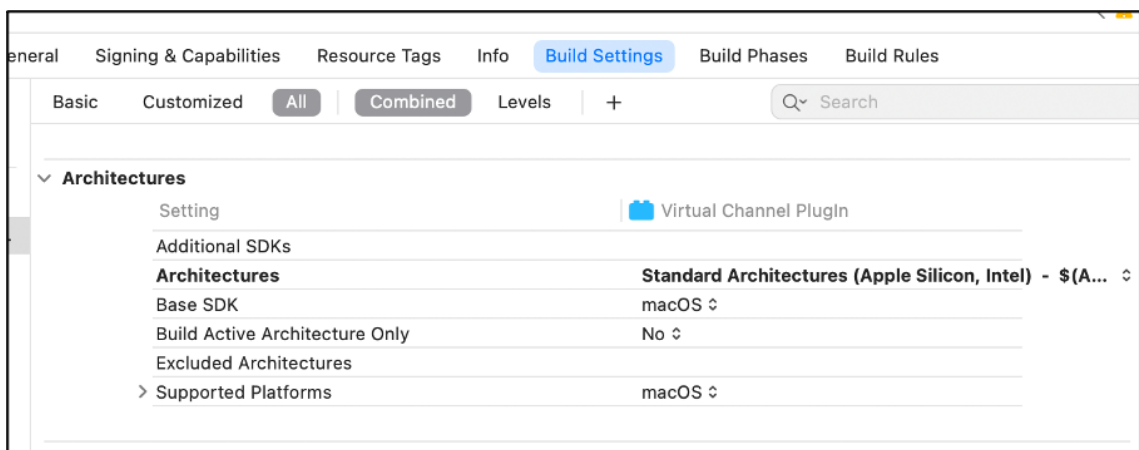 eneral Signing & Capabilities Resource Tags Info Build Settings Build Phases Build Rules
Basic Customized All Combined Levels + Search
Architectures
Setting Virtual Channel PlugIn
Additional SDKs
Architectures Standard Architectures (Apple Silicon, Intel) - $(A...
Base SDK macOS
Build Active Architecture Only No
Excluded Architectures
Supported Platforms macOS